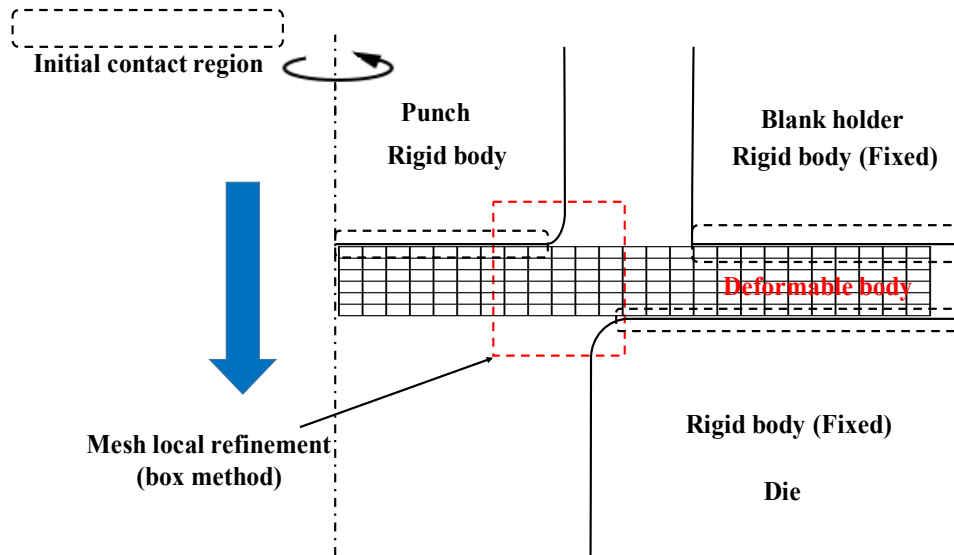 Initial contact region
Punch
Rigid body
Blank holder
Rigid body (Fixed)
Deformable body
Mesh local refinement
(box method)
Rigid body (Fixed)
Die